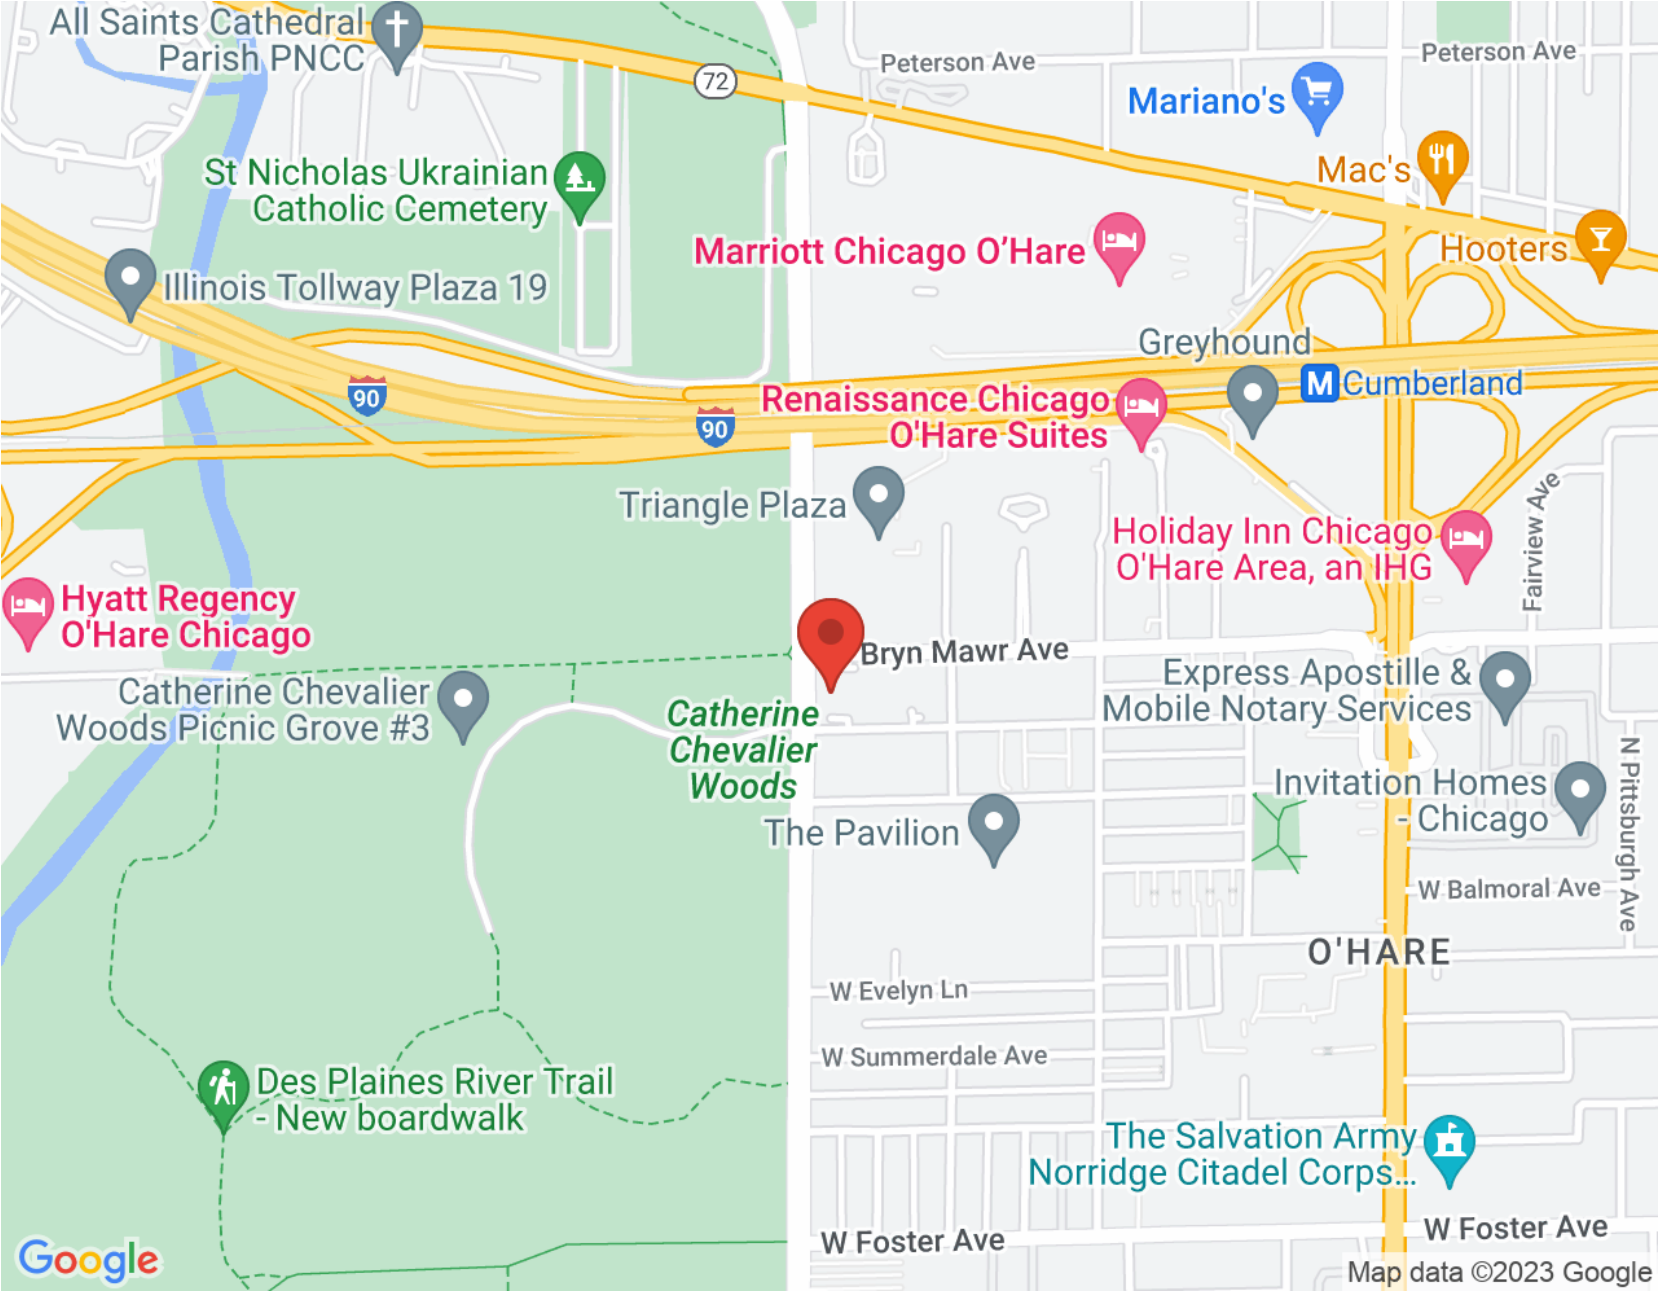 All Saints Cathedral
Parish PNCC
72
Peterson Ave
Peterson Ave
Mariano's
Mac's
St Nicholas Ukrainian
Catholic Cemetery
Marriott Chicago O'Hare
Hooters
Illinois Tollway Plaza 19
Greyhound
M Cumberland
90
90
Renaissance Chicago
O'Hare Suites
Triangle Plaza
Holiday Inn Chicago
O'Hare Area, an IHG
Fairview Ave
Hyatt Regency
O'Hare Chicago
Bryn Mawr Ave
Catherine Chevalier
Woods Picnic Grove #3
Catherine
Chevalier
Woods
Express Apostille &
Mobile Notary Services
Invitation Homes
- Chicago
N Pittsburgh Ave
The Pavilion
W Balmoral Ave
O'HARE
W Evelyn Ln
W Summerdale Ave
Des Plaines River Trail
- New boardwalk
The Salvation Army
Norridge Citadel Corps...
W Foster Ave
W Foster Ave
Google
Map data ©2023 Google